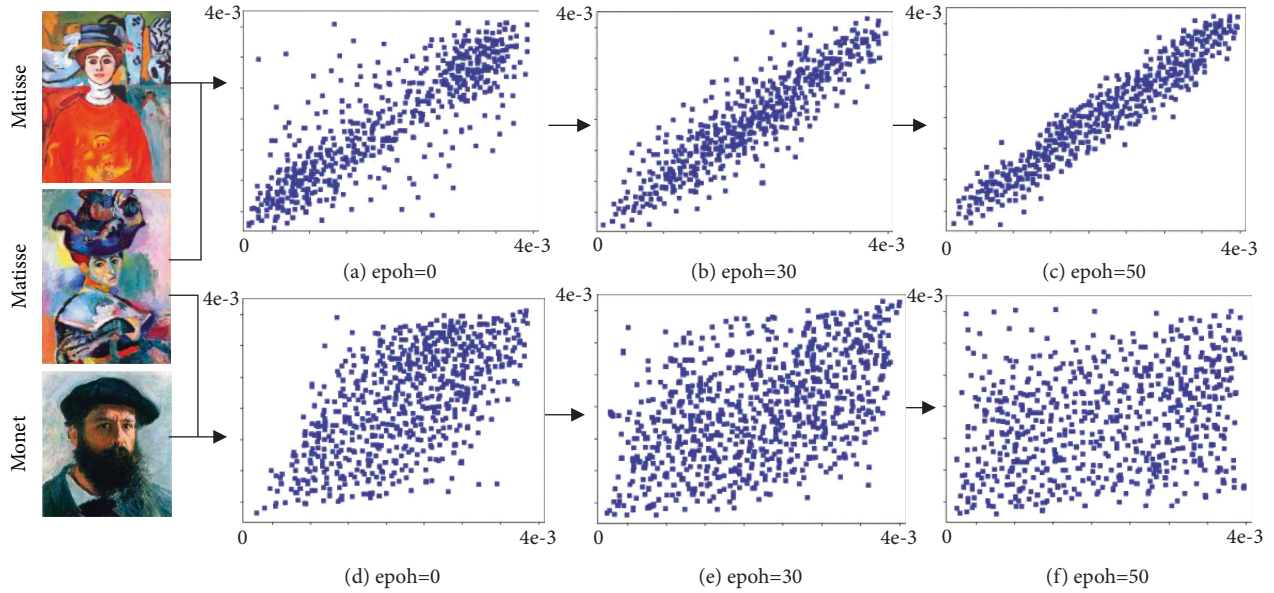 Matisse
4e-3
0
4e-3
(a) epoh=0
4e-3
0
4e-3
(b) epoh=30
4e-3
0
4e-3
(c) epoh=50
Matisse
Monet
4e-3
0
4e-3
(d) epoh=0
4e-3
0
4e-3
(e) epoh=30
4e-3
0
4e-3
(f) epoh=50